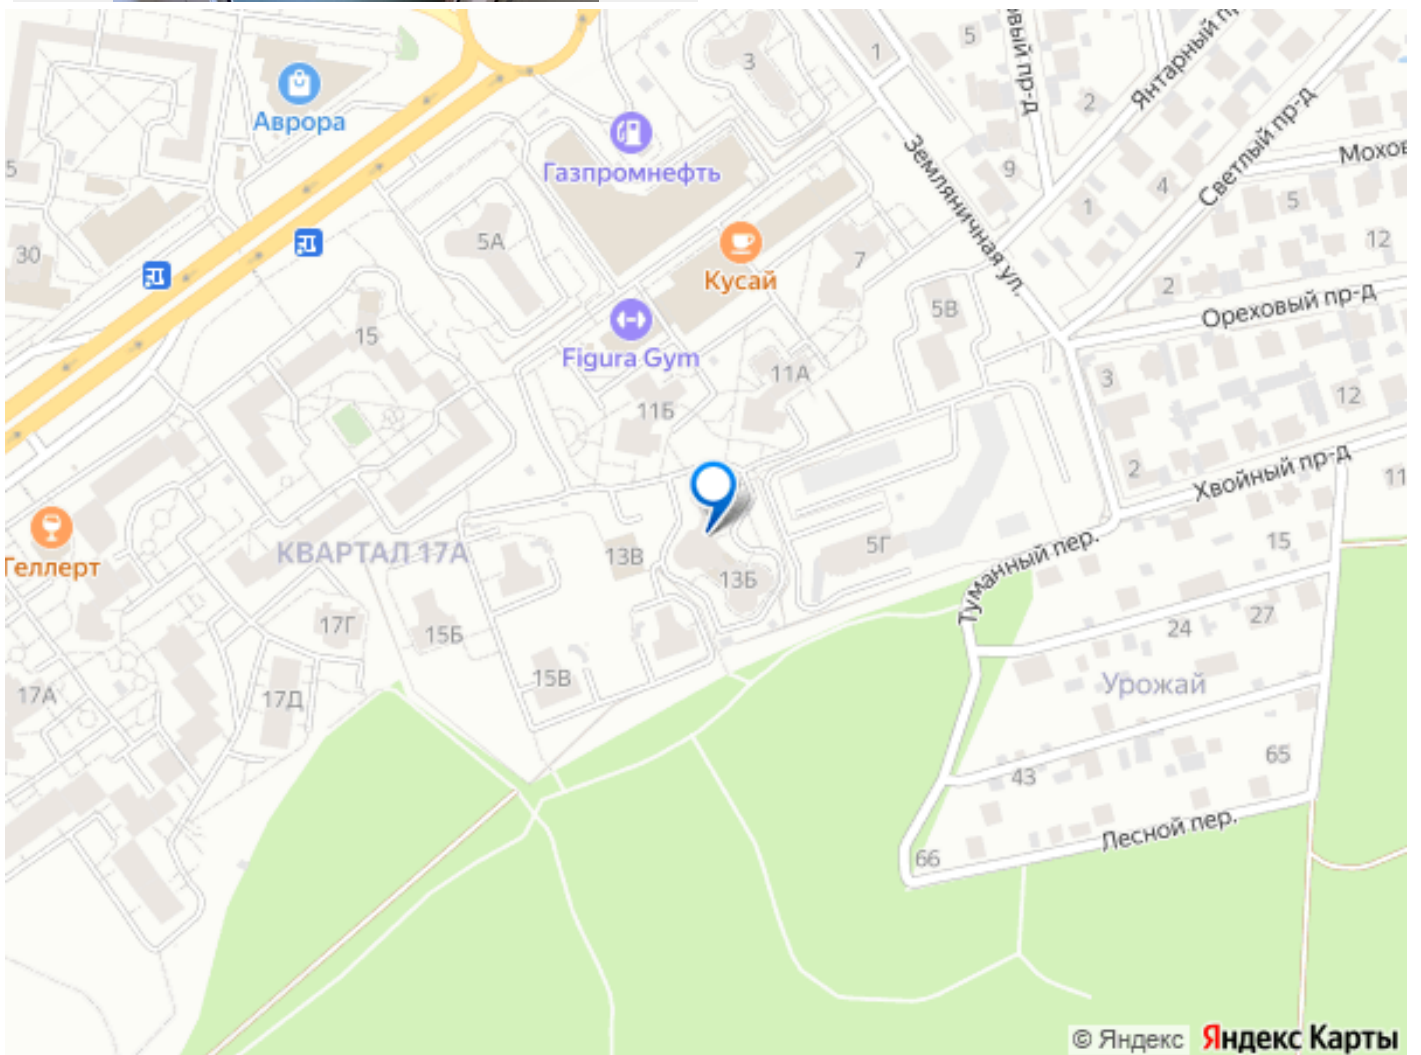 5
1
3
Янтарный
Светлый пр-д
2
Аврора
Газпромнефть
Земляничная ул.
9
4
1
5
12
Мохов
5
30
5А
Кусай
7
2
Ореховый пр-д
5В
15
Figura Gym
11А
11Б
3
12
2
Хвойный пр-д
11
Геллерт
КВАРТАЛ 17А
13В
13Б
5Г
Туманный пер.
15
17Г
15Б
24
27
17А
17Д
15В
Урожай
43
65
Лесной пер.
66
© Яндекс
Яндекс Карты